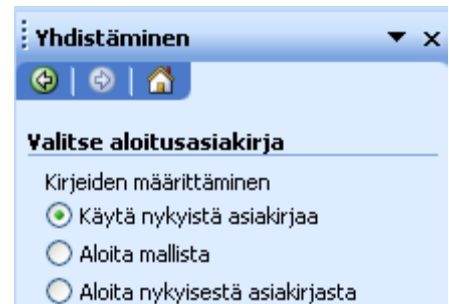 Yhdistäminen
Valitse aloitusasiakirja
Kirjeiden määrittäminen
Käytä nykyistä asiakirjaa
Aloita mallista
Aloita nykyisestä asiakirjasta